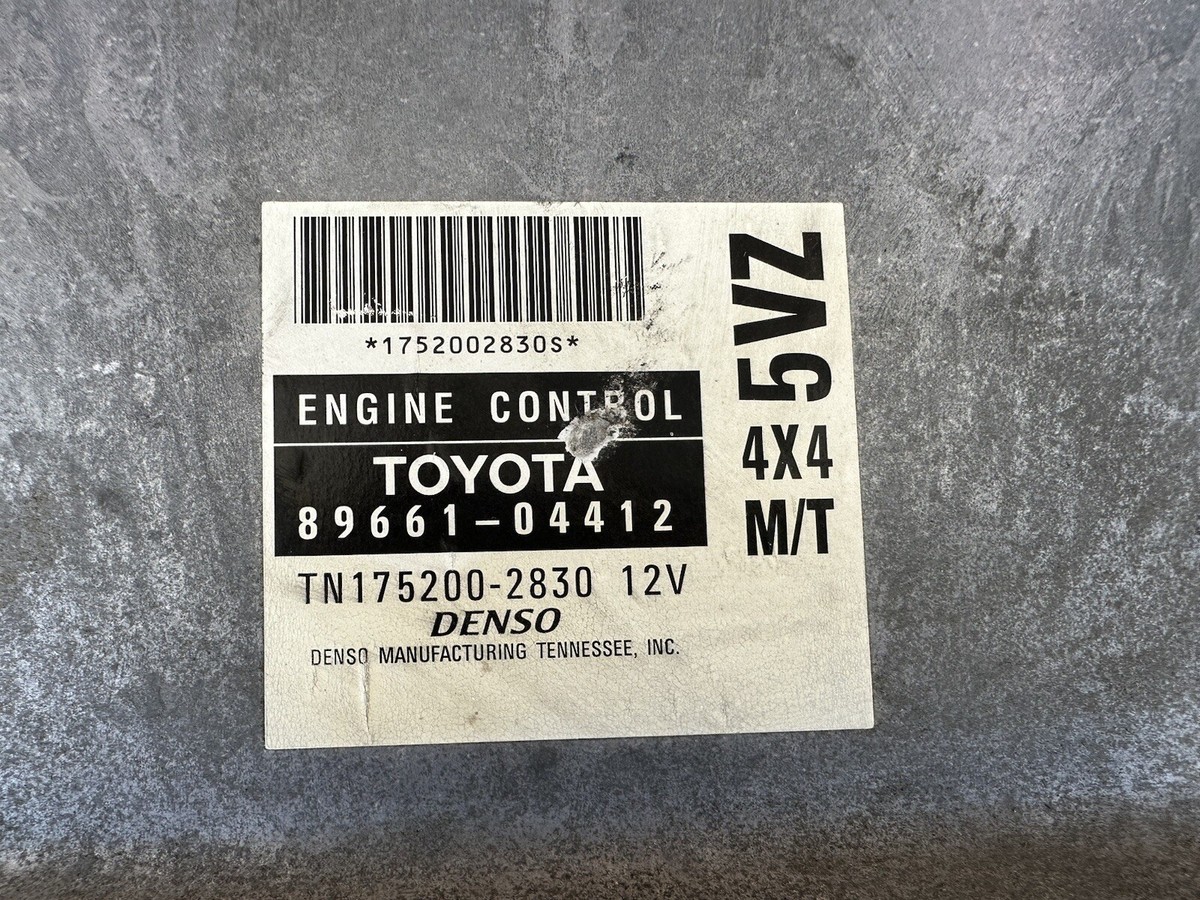 *1752002830S*
ENGINE CONTROL
TOYOTA
89661-04412
TN175200-2830 12V
DENSO
DENSO MANUFACTURING TENNESSEE, INC.
5VZ
4X4
M/T